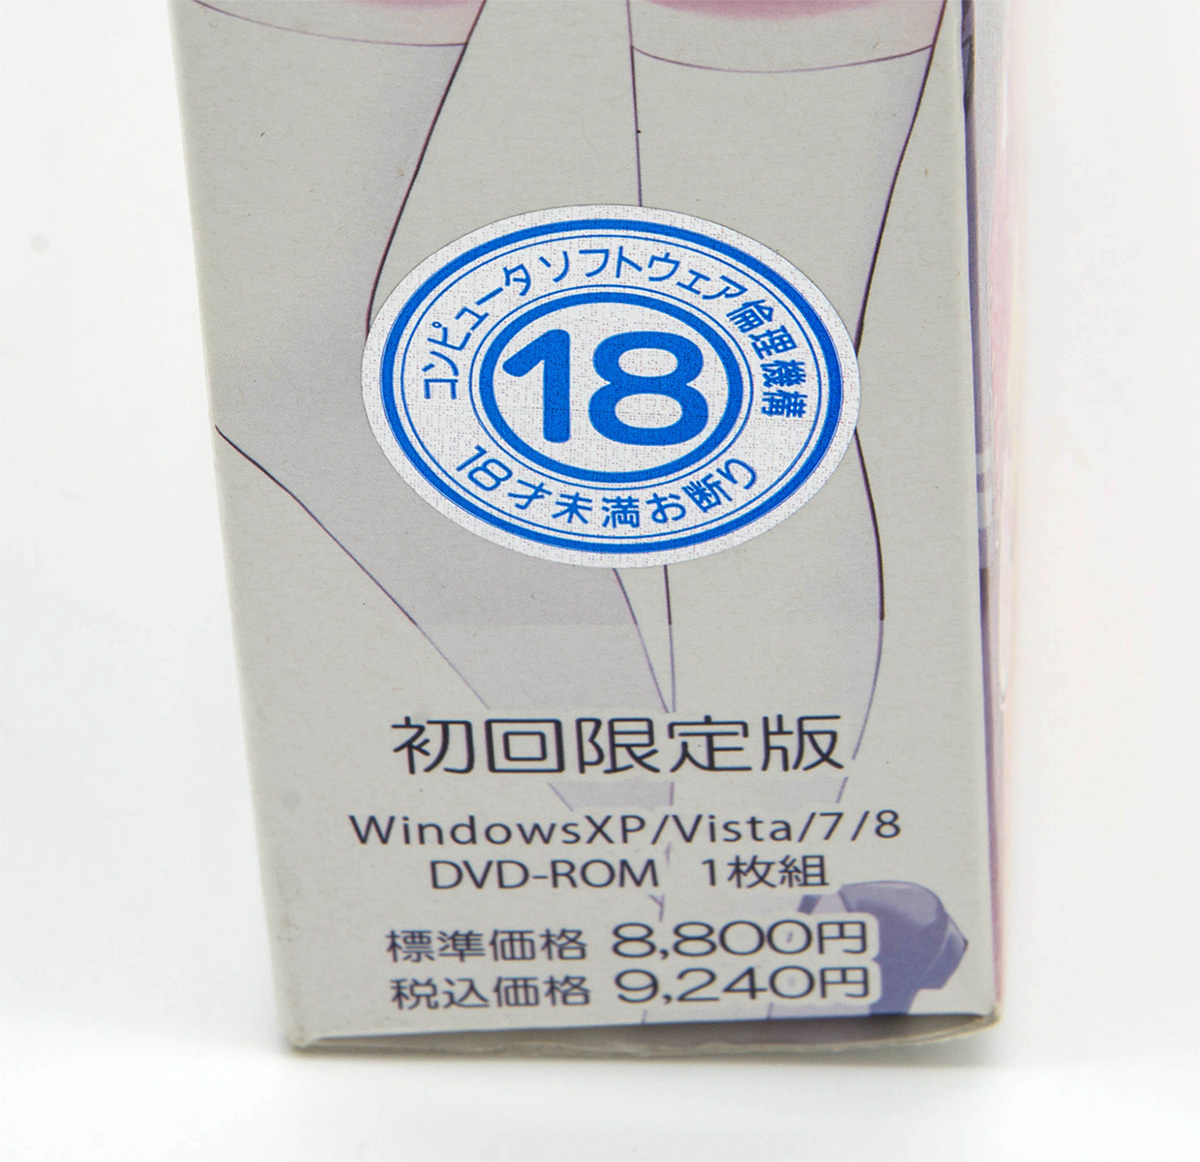 コンピュータソフトウェア倫理機構
18
18才未満お断り
初回限定版
WindowsXP/Vista/7/8
DVD-ROM 1枚組
標準価格 8,800円
税込価格 9,240円